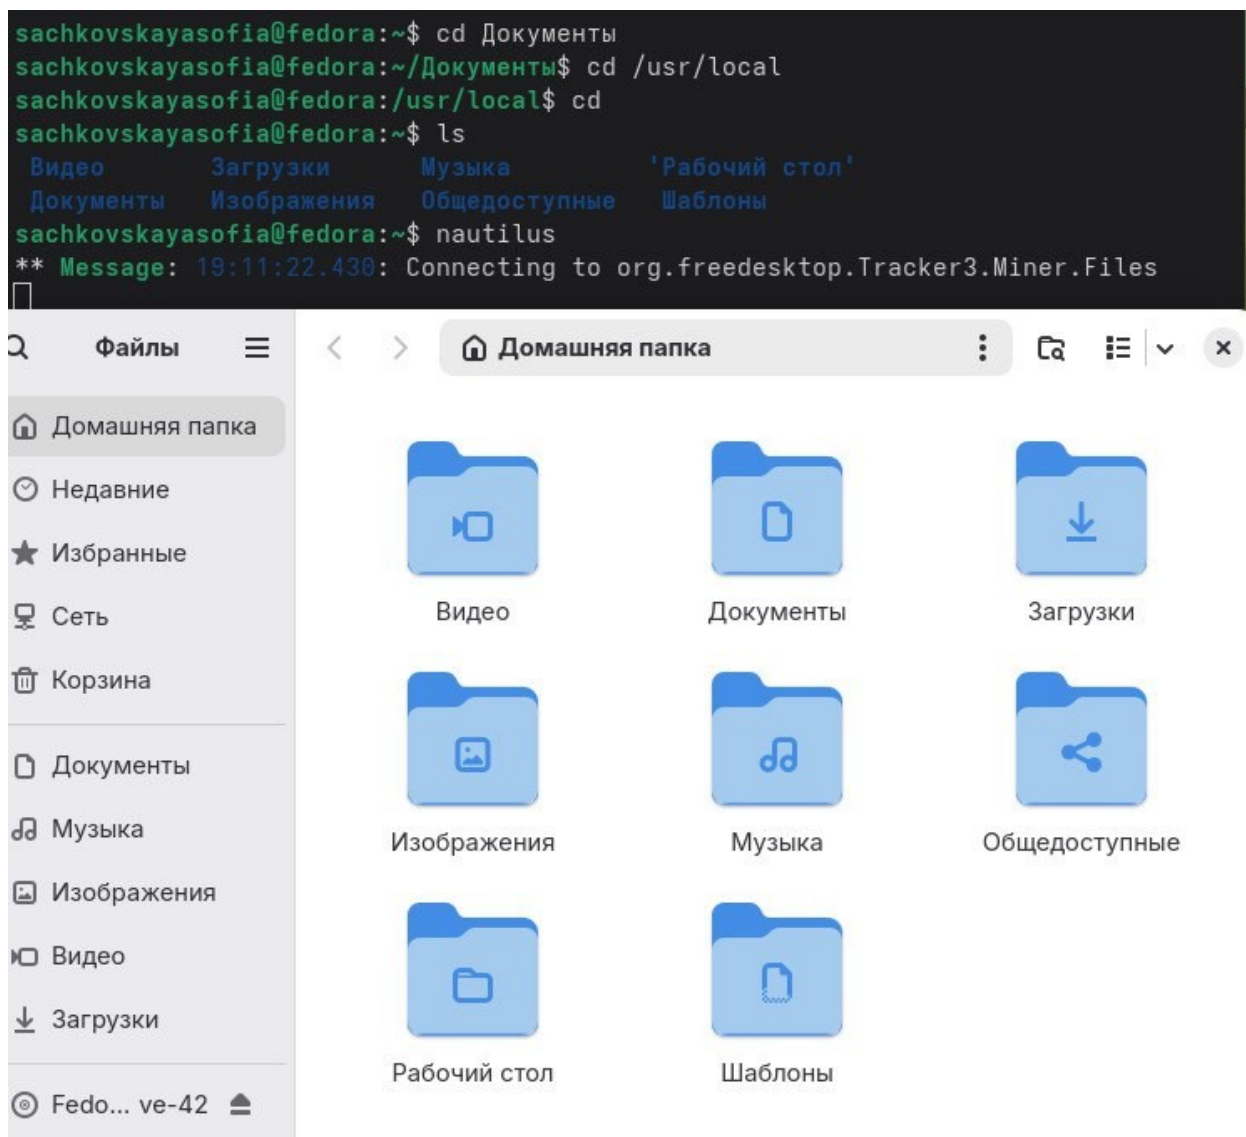 sachkovskayasofia@fedora:~$ cd Документы
sachkovskayasofia@fedora:~/Документы$ cd /usr/local
sachkovskayasofia@fedora:/usr/local$ cd
sachkovskayasofia@fedora:~$ ls
Видео Загрузки Музыка 'Рабочий стол'
Документы Изображения Общедоступные Шаблоны
sachkovskayasofia@fedora:~$ nautilus
** Message: 19:11:22.430: Connecting to org.freedesktop.Tracker3.Miner.Files
Файлы
Домашняя папка
Домашняя папка
Недавние
Избранные
Сеть
Корзина
Документы
Музыка
Изображения
Видео
Загрузки
Fedo... ve-42
Видео Документы Загрузки
Изображения Музыка Общедоступные
Рабочий стол Шаблоны